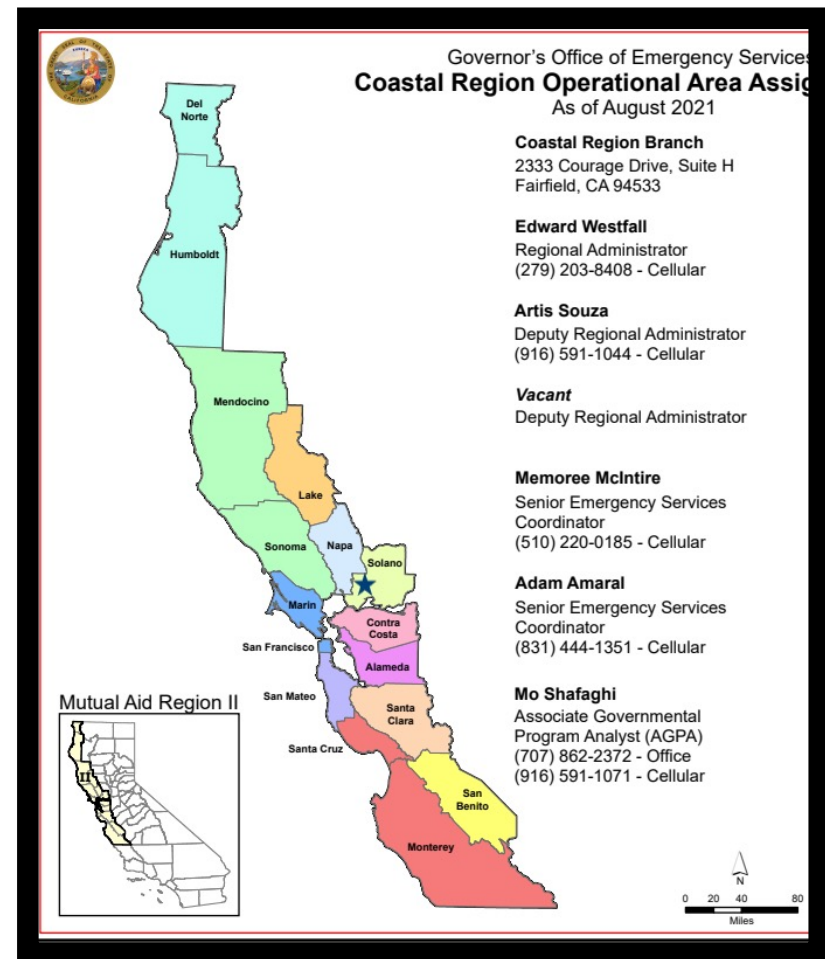 Governor's Office of Emergency Services
Coastal Region Operational Area Assig
As of August 2021
Coastal Region Branch
2333 Courage Drive, Suite H
Fairfield, CA 94533
Edward Westfall
Regional Administrator
(279) 203-8408 - Cellular
Artis Souza
Deputy Regional Administrator
(916) 591-1044 - Cellular
Vacant
Deputy Regional Administrator
Memoree McIntire
Senior Emergency Services
Coordinator
(510) 220-0185 - Cellular
Adam Amaral
Senior Emergency Services
Coordinator
(831) 444-1351 - Cellular
Mo Shafaghi
Associate Governmental
Program Analyst (AGPA)
(707) 862-2372 - Office
(916) 591-1071 - Cellular
Del
Norte
Humboldt
Mendocino
Lake
Sonoma
Napa
Solano
Marin
Contra
Costa
San Francisco
Alameda
San Mateo
Santa
Clara
Santa Cruz
San
Benito
Monterey
Mutual Aid Region II
II
N
0 20 40 80
Miles